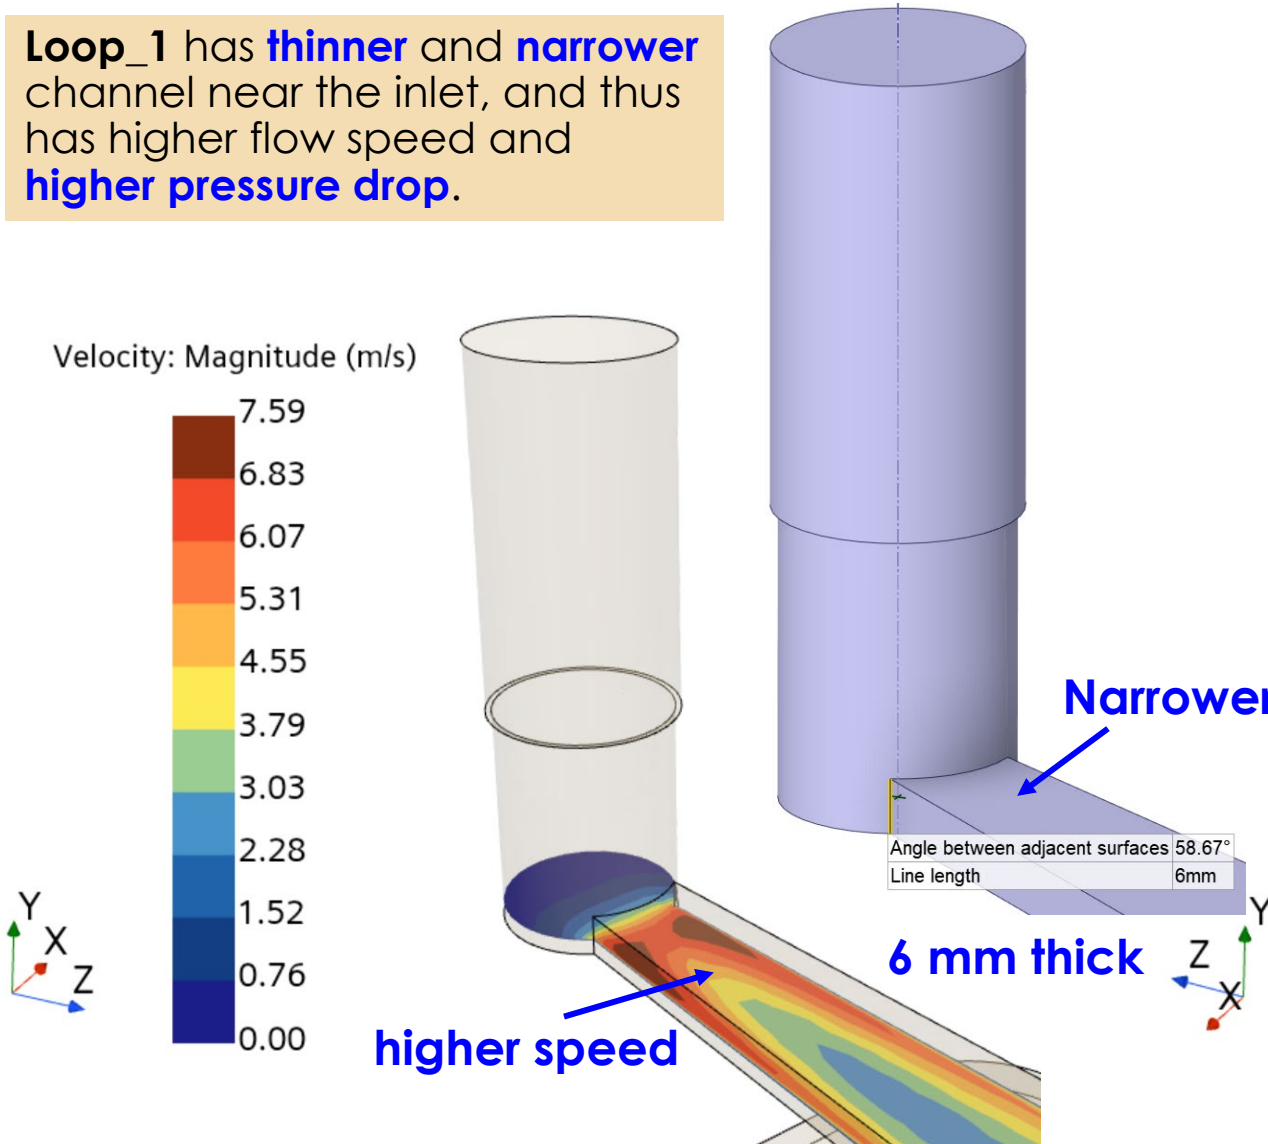 Loop_1 has thinner and narrower
channel near the inlet, and thus
has higher flow speed and
higher pressure drop.
Velocity: Magnitude (m/s)
7.59
6.83
6.07
5.31
4.55
3.79
3.03
2.28
1.52
0.76
0.00
Y
X
Z
higher speed
Narrower
Angle between adjacent surfaces 58.67°
Line length 6mm
6 mm thick
Y
Z
X